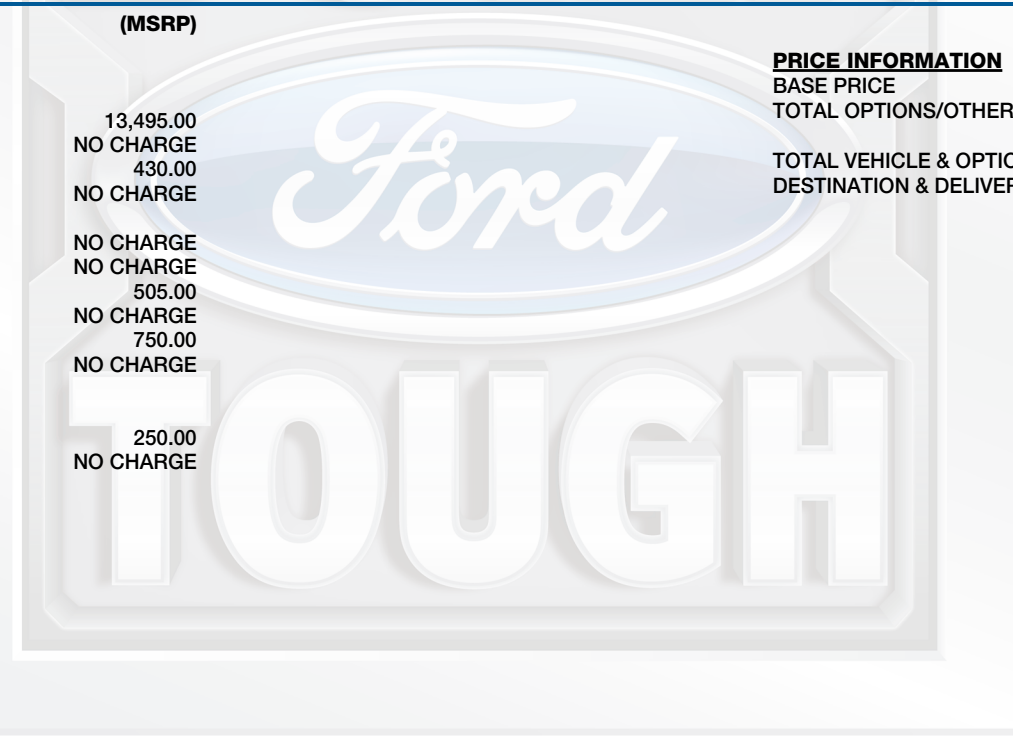 (MSRP)
13,495.00
NO CHARGE
430.00
NO CHARGE
NO CHARGE
NO CHARGE
505.00
NO CHARGE
750.00
NO CHARGE
250.00
NO CHARGE
PRICE INFORMATION
BASE PRICE
TOTAL OPTIONS/OTHER
TOTAL VEHICLE & OPTIO
DESTINATION & DELIVER
Ford
TOUGH